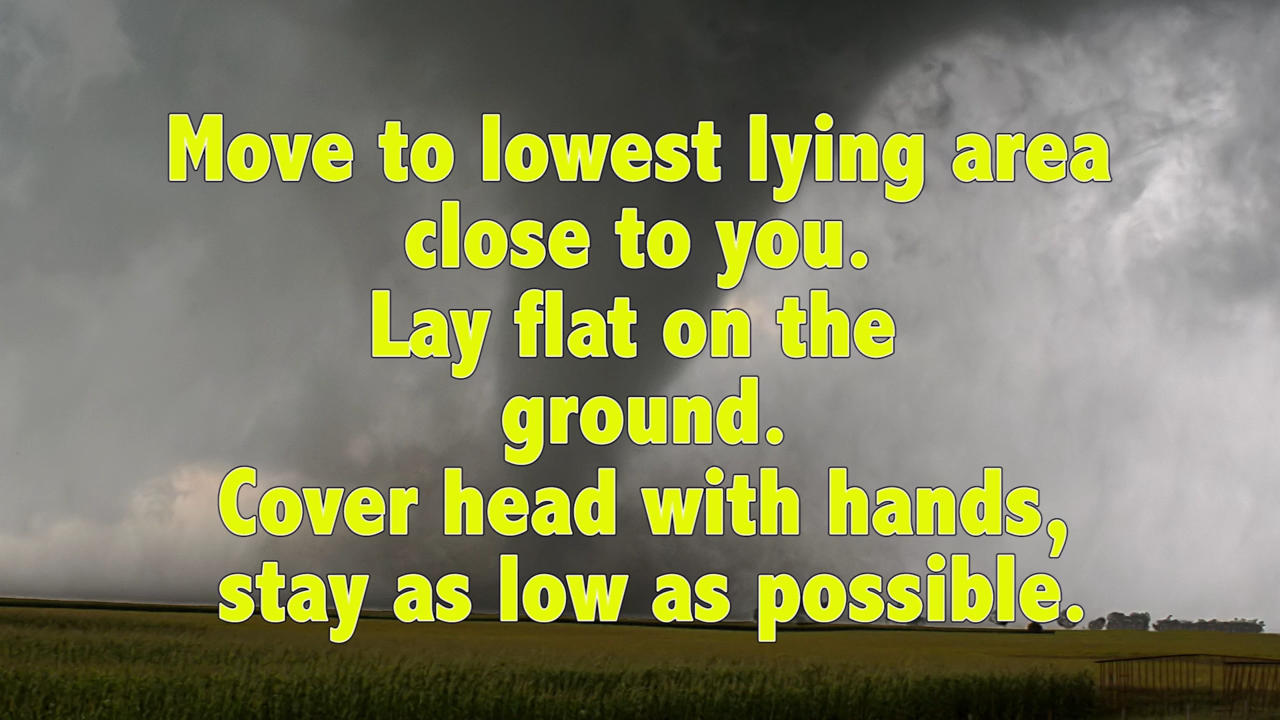 Move to lowest lying area
close to you.
Lay flat on the
ground.
Cover head with hands,
stay as low as possible.